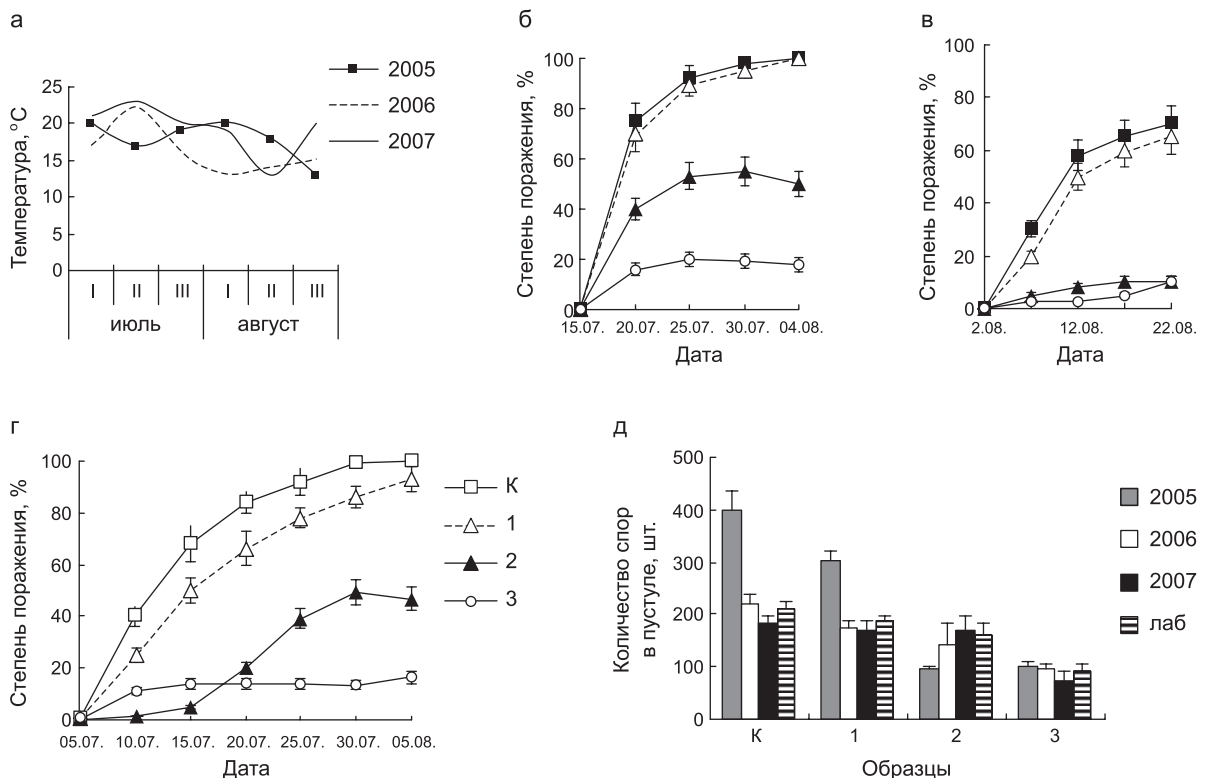 а
2005
2006
2007
Температура, °С
25
20
15
10
5
0
I II III I II III
июль август
б
Степень поражения, %
100
80
60
40
20
0
15.07. 20.07. 25.07. 30.07. 04.08.
Дата
в
Степень поражения, %
100
80
60
40
20
0
2.08. 12.08. 22.08.
Дата
г
Степень поражения, %
100
80
60
40
20
0
05.07. 10.07. 15.07. 20.07. 25.07. 30.07. 05.08.
Дата
К
1
2
3
д
Количество спор
в пустуле, шт.
500
400
300
200
100
0
К 1 2 3
Образцы
2005
2006
2007
лаб